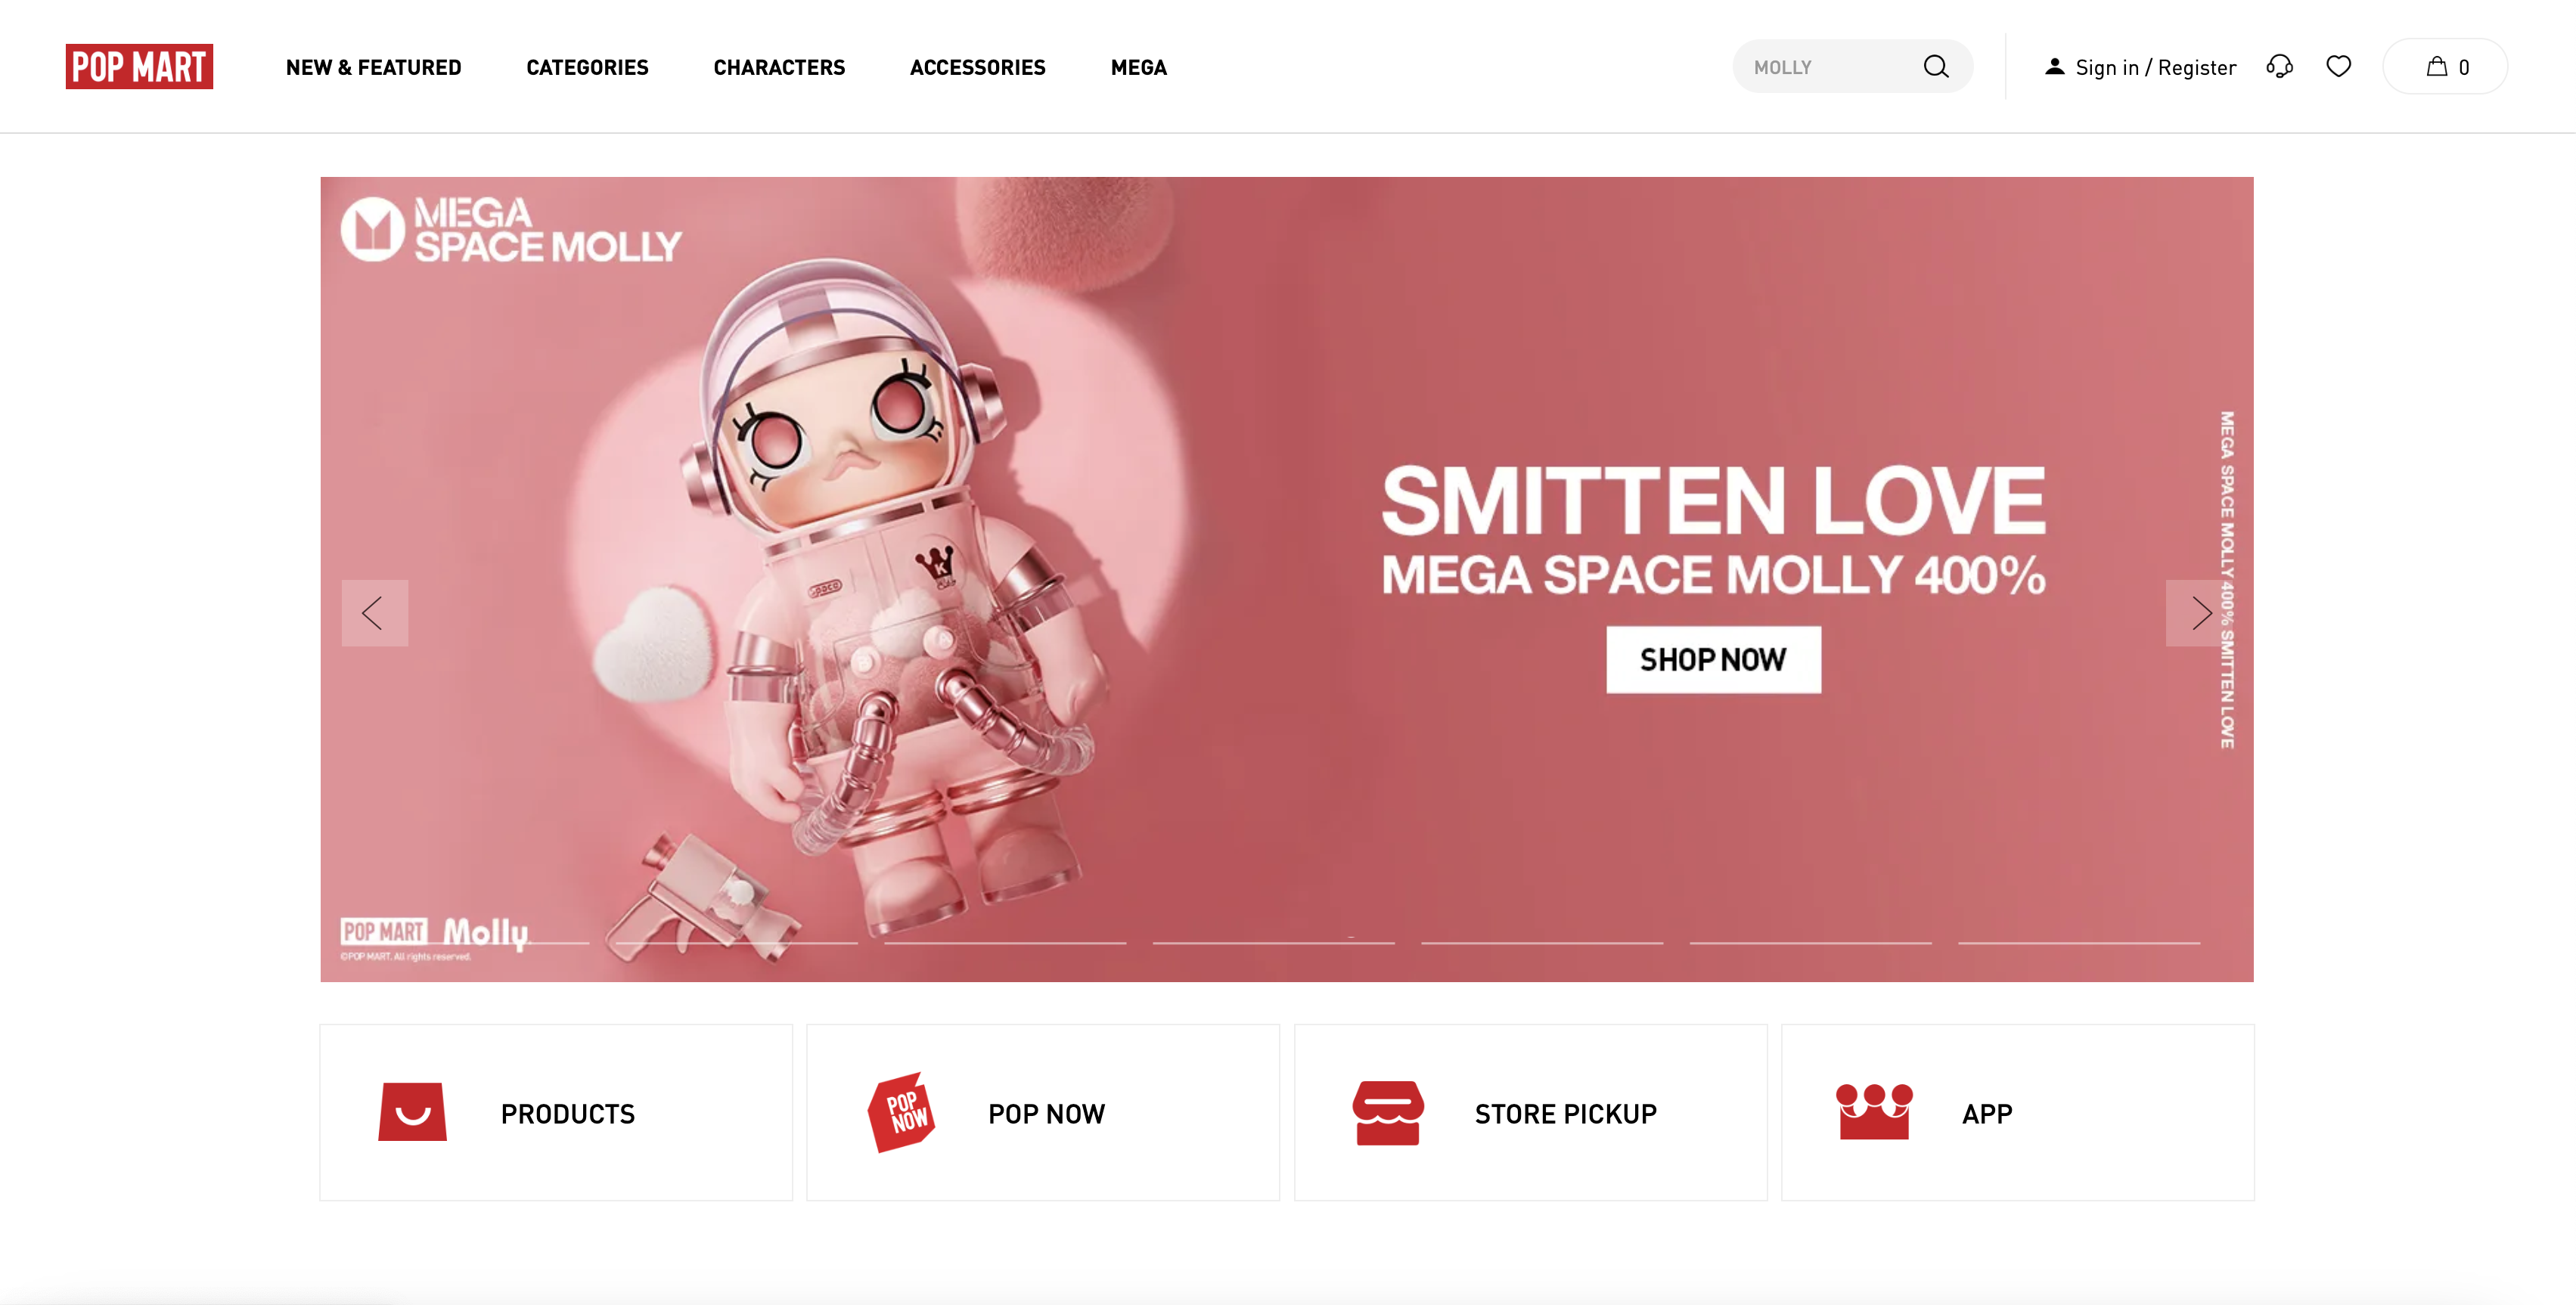 POP MART
NEW & FEATURED
CATEGORIES
CHARACTERS
ACCESSORIES
MEGA
MOLLY
Sign in / Register
0
MEGA
SPACE MOLLY
K
SMITTEN LOVE
MEGA SPACE MOLLY 400%
SHOP NOW
MEGA SPACE MOLLY 400% SMITTEN LOVE
POP MART Molly
©POP MART. All rights reserved.
PRODUCTS
POP
NOW
POP NOW
STORE PICKUP
APP